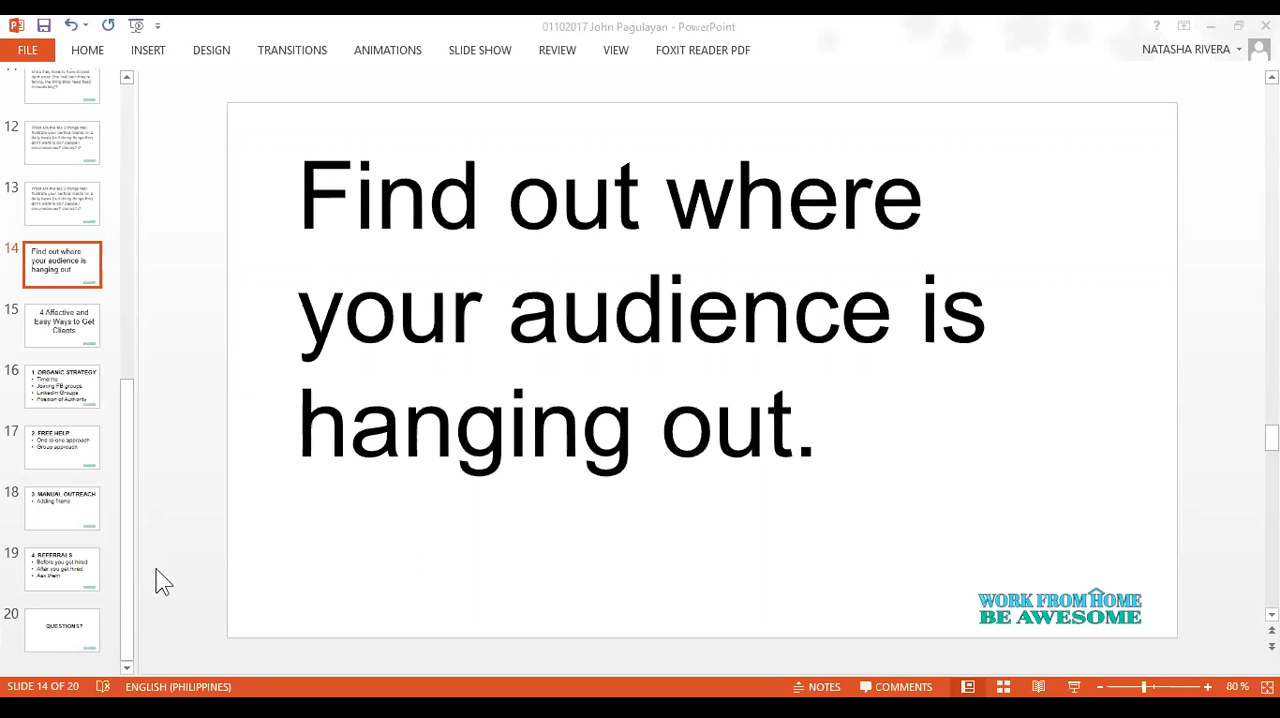 01102017 John Pagulayan - PowerPoint
FILE HOME INSERT DESIGN TRANSITIONS ANIMATIONS SLIDE SHOW REVIEW VIEW FOXIT READER PDF NATASHA RIVERA
12
13
14
Find out where
your audience is
hanging out
15
4 Affective and
Easy Ways to Get
Clients
16
1. ORGANIC STRATEGY
Timeline
Joining FB groups
LinkedIn Groups
Position of Authority
17
2. FREE HELP
One to one approach
Group approach
18
3. MANUAL OUTREACH
Adding friend
19
4. REFERRALS
Before you get hired
After you get hired
Ask them
20
QUESTIONS?
Find out where
your audience is
hanging out.
WORK FROM HOME
BE AWESOME
SLIDE 14 OF 20 ENGLISH (PHILIPPINES) NOTES COMMENTS 80 %